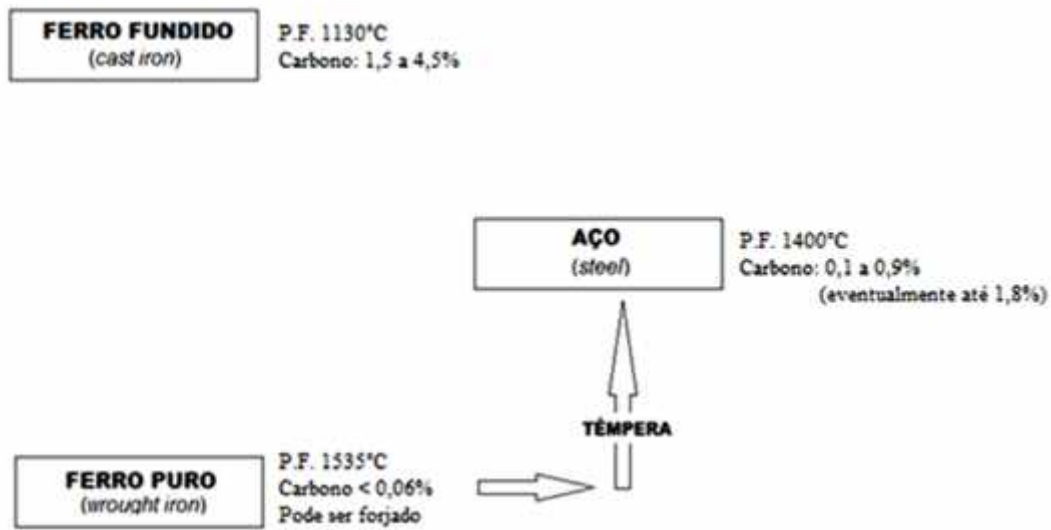 FERRO FUNDIDO
(cast iron)
P.F. 1130°C
Carbono: 1,5 a 4,5%
AÇO
(steel)
P.F. 1400°C
Carbono: 0,1 a 0,9%
(eventualmente até 1,8%)
TÊMPERA
FERRO PURO
(wrought iron)
P.F. 1535°C
Carbono < 0,06%
Pode ser forjado